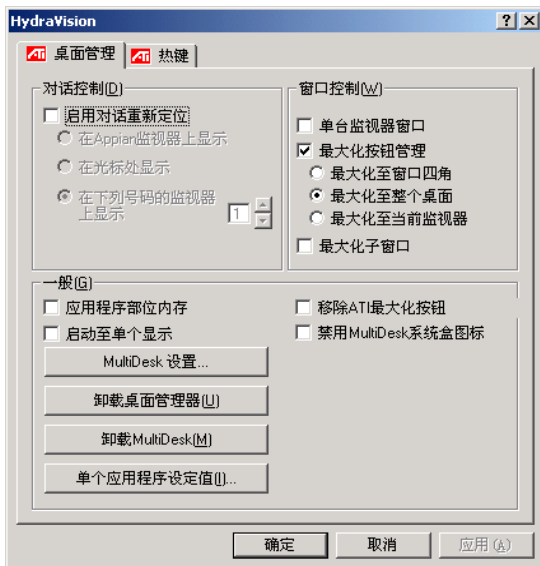 HydraVision
ATI 桌面管理
ATI 热键
对话控制(D)
启用对话重新定位
在Appian监视器上显示
在光标处显示
在下列号码的监视器
上显示
1
窗口控制(W)
单台监视器窗口
最大化按钮管理
最大化至窗口四角
最大化至整个桌面
最大化至当前监视器
最大化子窗口
一般(G)
应用程序部位内存
启动至单个显示
移除ATI最大化按钮
禁用MultiDesk系统盒图标
MultiDesk 设置...
卸载桌面管理器(U)
卸载MultiDesk(M)
单个应用程序设定值(I)...
确定
取消
应用(A)